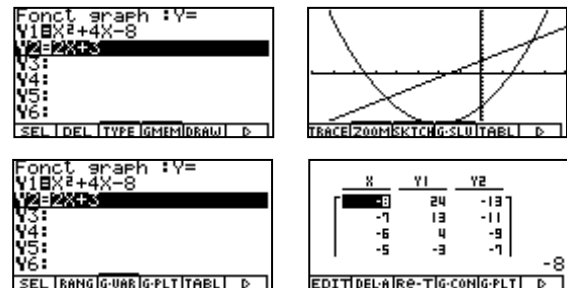 Fonct graph :Y=
Y1=X²+4X-8
Y2=2X+3
Y3:
Y4:
Y5:
Y6:
SEL DEL TYPE GMEM DRAW ▷
TRACE ZOOM SKTCH G-SLV TABL ▷
Fonct graph :Y=
Y1=X²+4X-8
Y2=2X+3
Y3:
Y4:
Y5:
Y6:
SEL RANG G-VAR G-PLT TABL ▷
X Y1 Y2
-8 24 -13
-7 13 -11
-6 4 -9
-5 -3 -7
-8
EDIT DEL-A Re-T G-CON G-PLT ▷